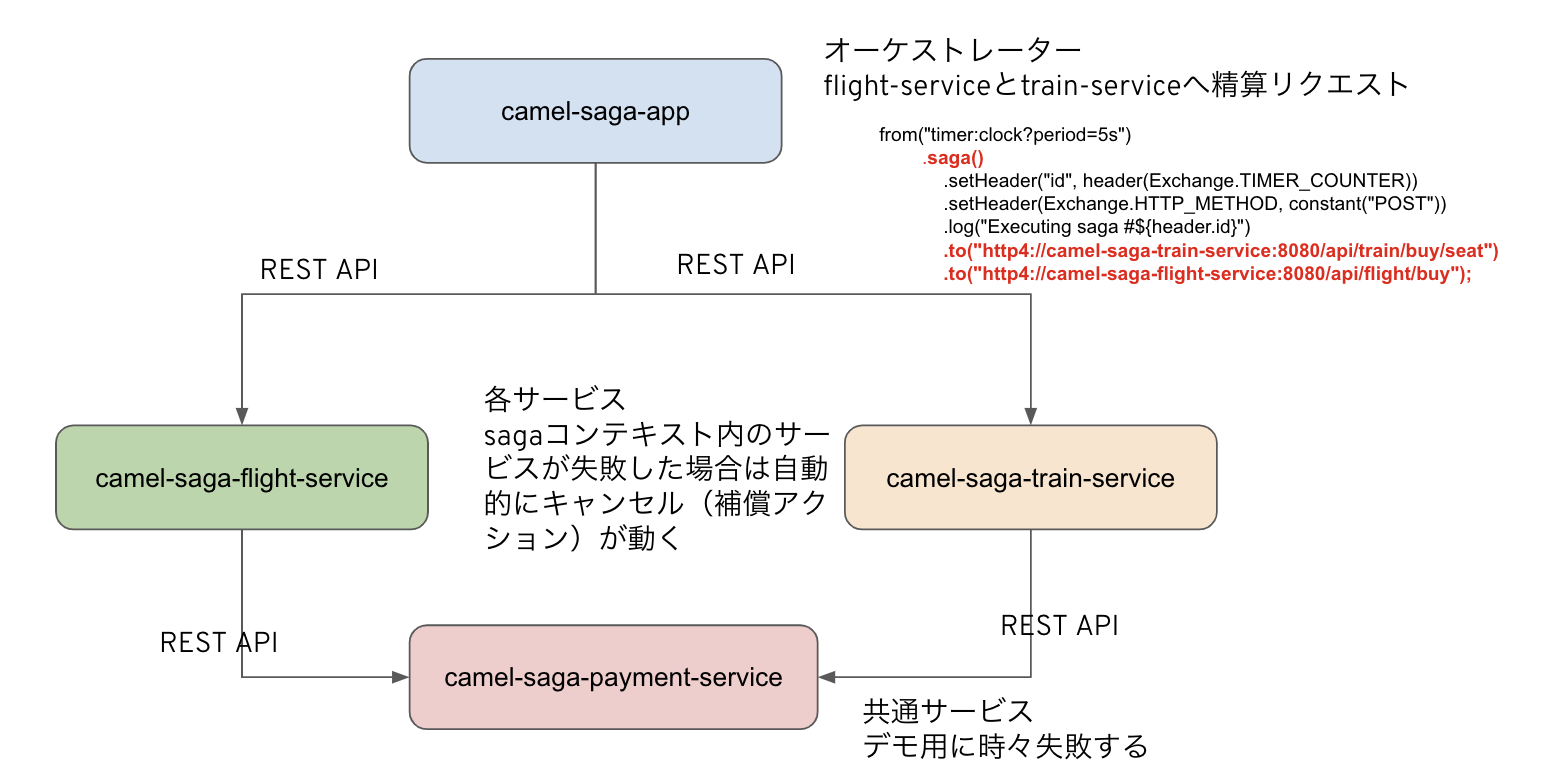 オーケストレーター
flight-serviceとtrain-serviceへ精算リクエスト
camel-saga-app
from("timer:clock?period=5s")
.saga()
.setHeader("id", header(Exchange.TIMER_COUNTER))
.setHeader(Exchange.HTTP_METHOD, constant("POST"))
.log("Executing saga #${header.id}")
.to("http4://camel-saga-train-service:8080/api/train/buy/seat")
.to("http4://camel-saga-flight-service:8080/api/flight/buy");
REST API
REST API
各サービス
sagaコンテキスト内のサー
ビスが失敗した場合は自動
的にキャンセル（補償アク
ション）が動く
camel-saga-flight-service
camel-saga-train-service
REST API
REST API
camel-saga-payment-service
共通サービス
デモ用に時々失敗する